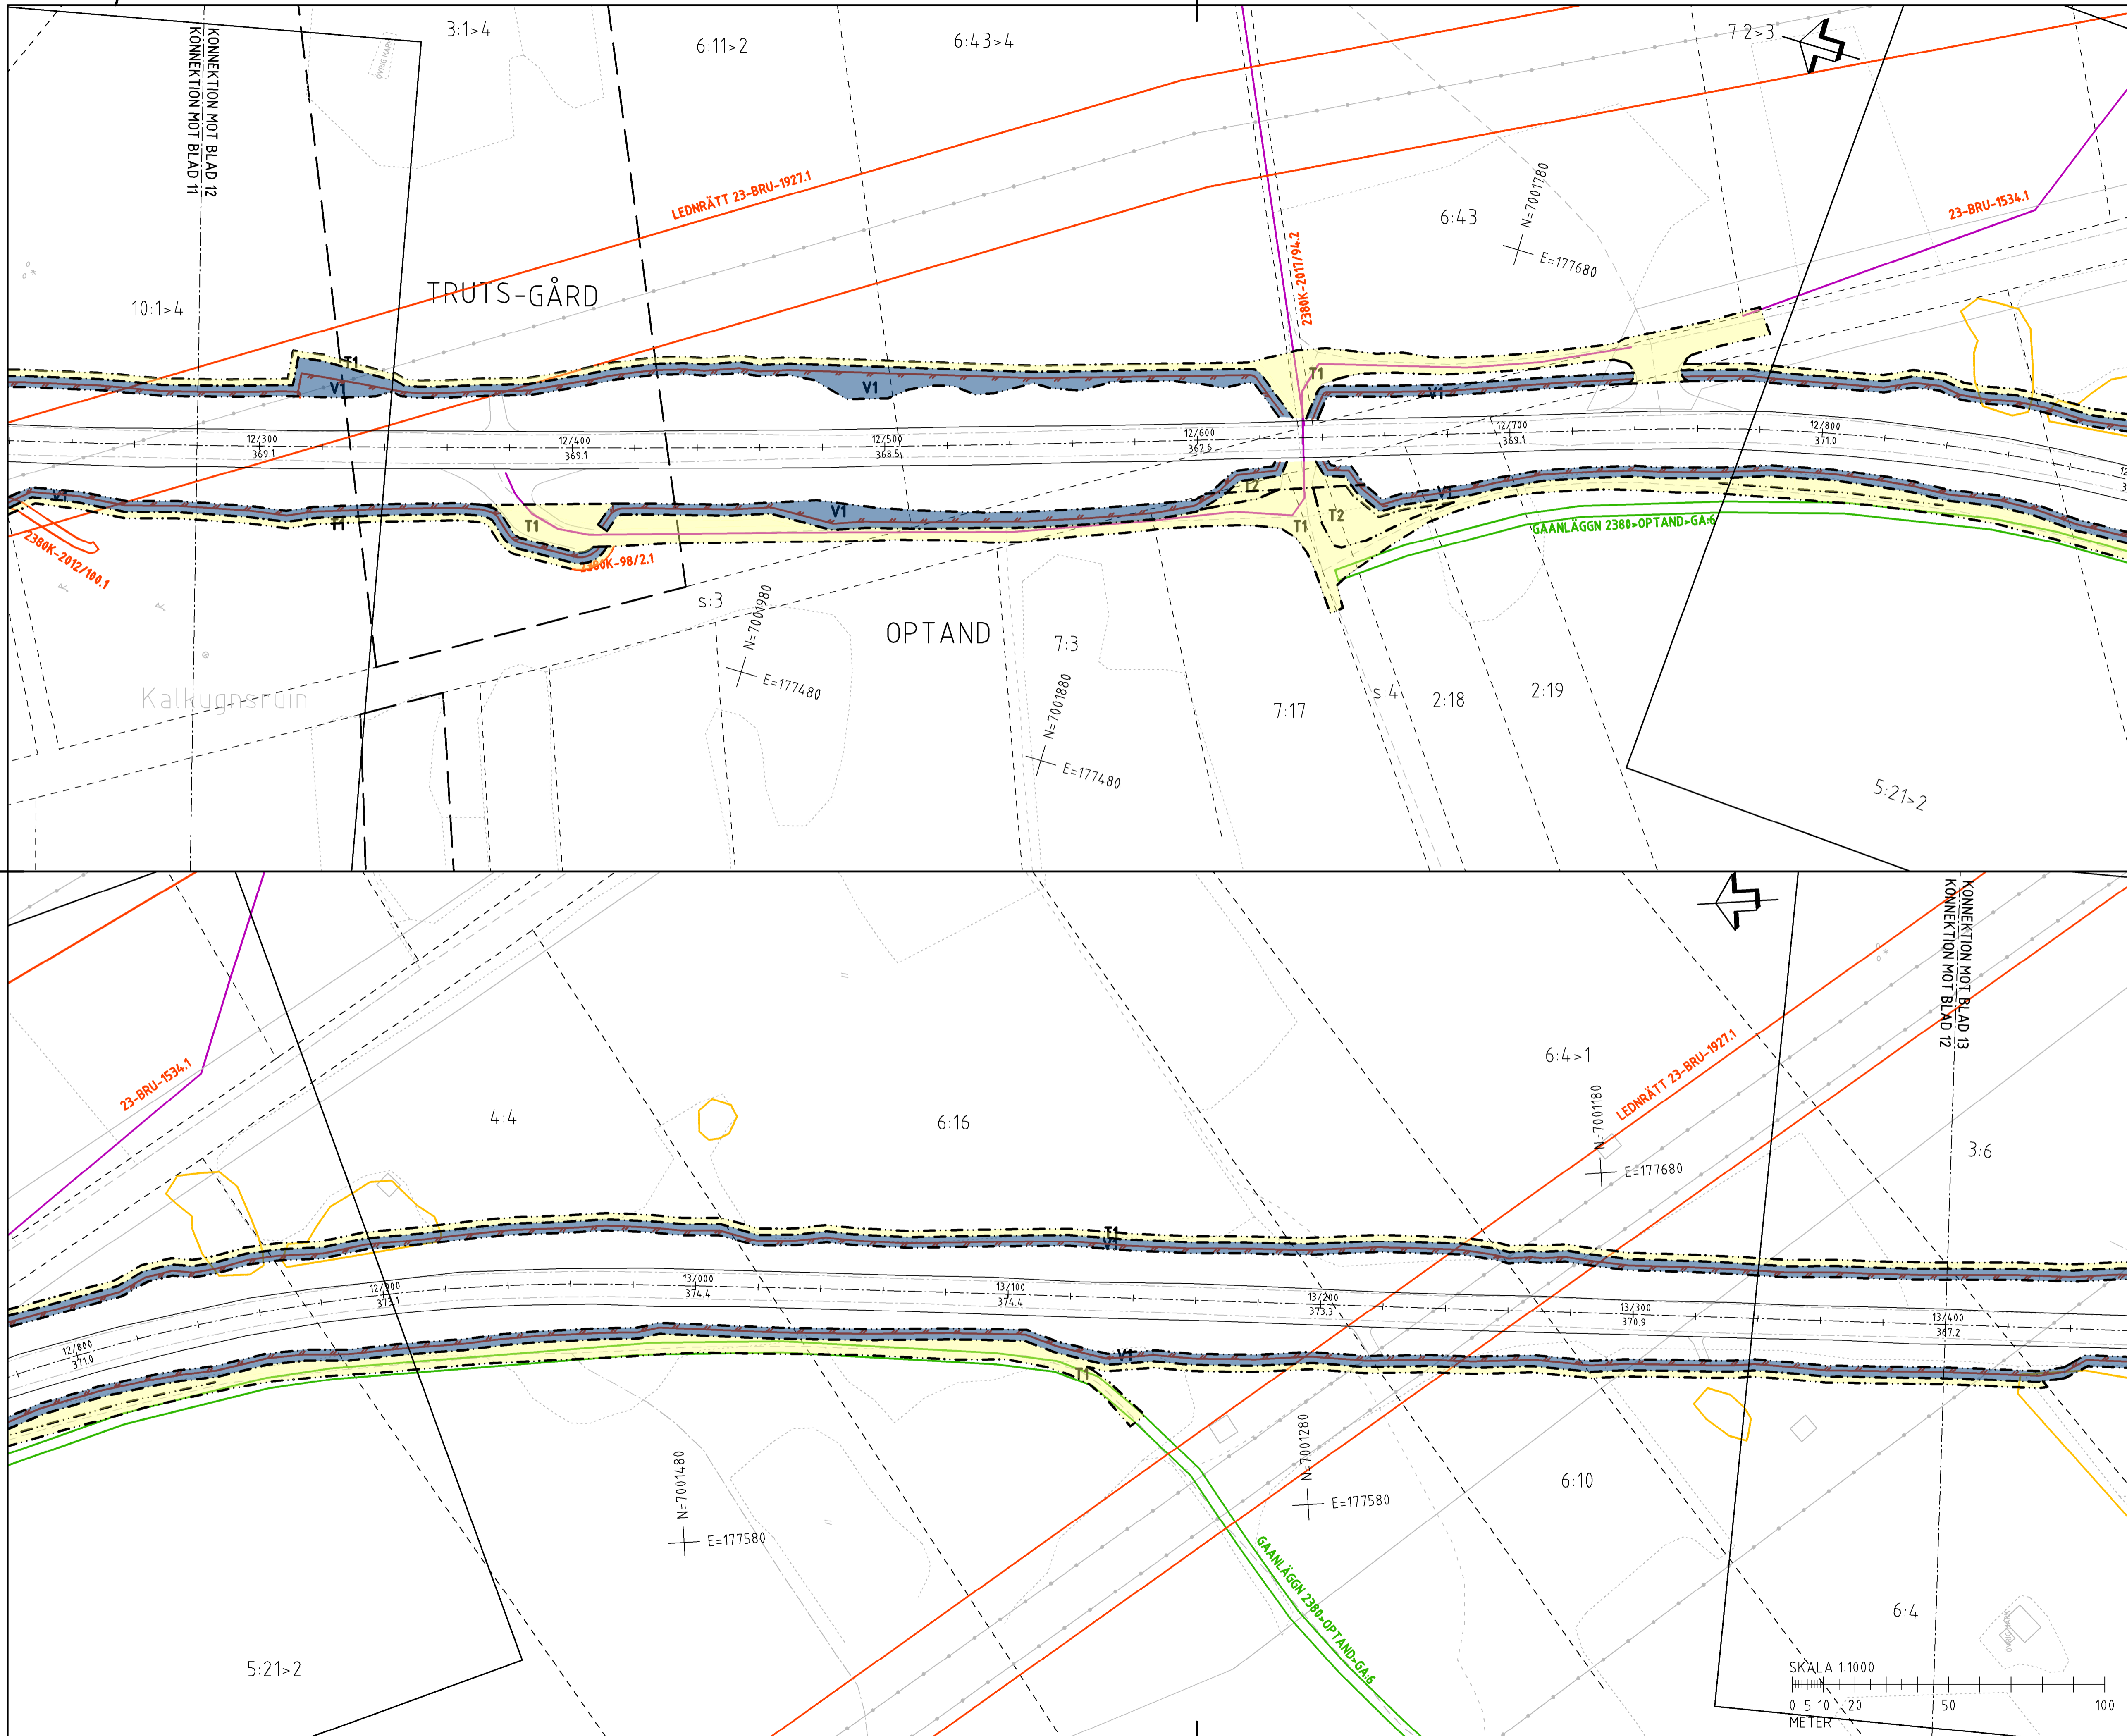 3:1>4
6:11>2
6:43>4
7:2>3
ÖVRIG MARK
KONNEKTION MOT BLAD 12
KONNEKTION MOT BLAD 11
LEDNRÄTT 23-BRU-1927.1
N=7001780
6:43
23-BRU-1534.1
E=177680
2380K-2017/94.2
TRUTS-GÅRD
10:1>4
T1
V1
V1
T1
V1
12/300
369.1
12/400
369.1
12/500
368.5
12/600
362.6
12/700
369.1
12/800
371.0
V1
T1
T1
V1
T2
T1
T2
V1
GAANLÄGGN 2380>OPTAND>GA:6
2380K-2012/100.1
2380K-98/2.1
s:3
N=7001980
E=177480
OPTAND
7:3
N=7001880
E=177480
7:17
s:4
2:18
2:19
Kalkugnsruin
5:21>2
KONNEKTION MOT BLAD 13
KONNEKTION MOT BLAD 12
23-BRU-1534.1
4:4
6:16
6:4>1
LEDNRÄTT 23-BRU-1927.1
N=7001180
E=177680
3:6
T1
V1
12/800
371.0
12/900
373.1
13/000
374.4
13/100
374.4
13/200
373.3
13/300
370.9
13/400
367.2
V1
T1
N=7001480
E=177580
N=7001280
E=177580
6:10
GAANLÄGGN 2380>OPTAND>GA:6
6:4
5:21>2
SKALA 1:1000
0 5 10 20 50 100
METER